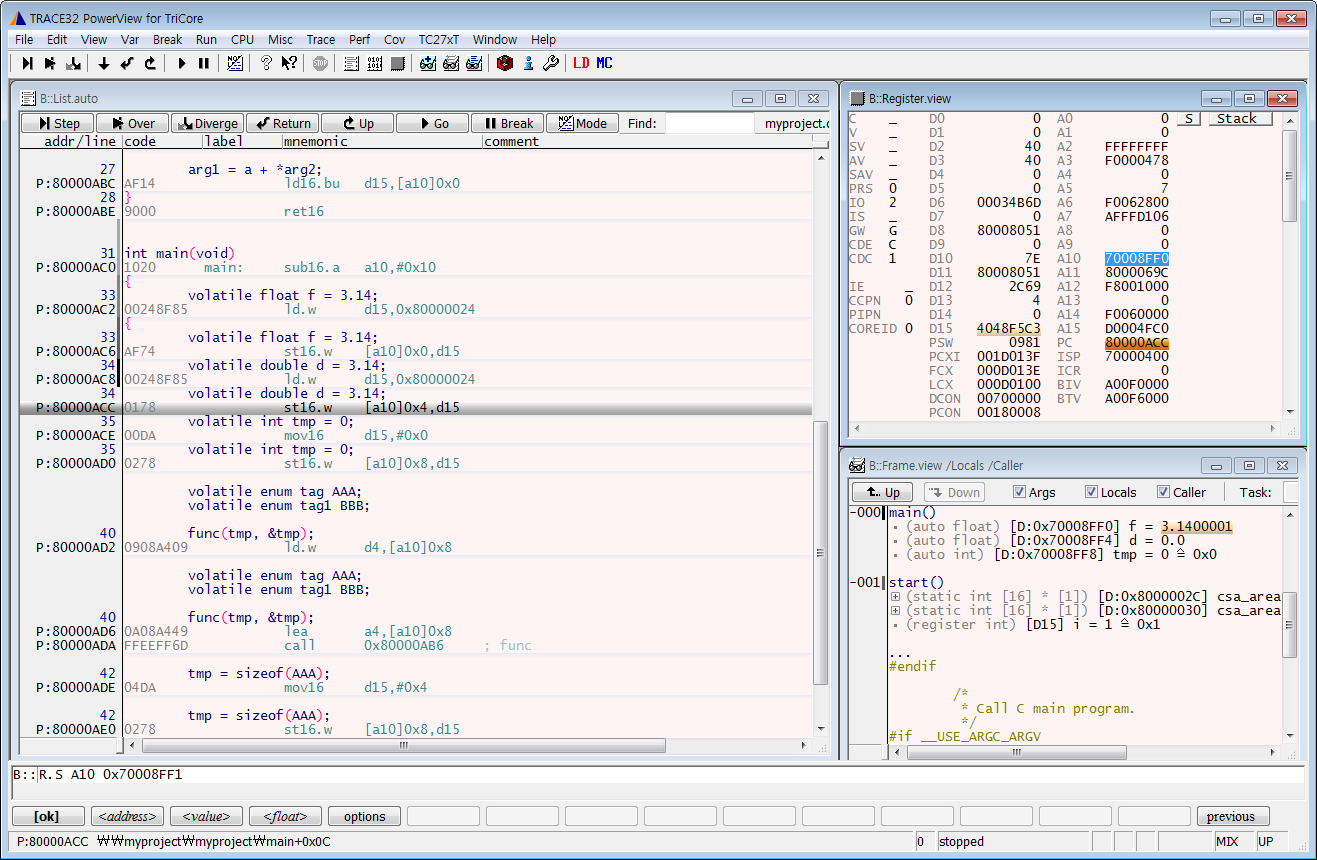 TRACE32 PowerView for TriCore
File Edit View Var Break Run CPU Misc Trace Perf Cov TC27xT Window Help
LD MC
B::List.auto
Step Over Diverge Return Up Go Break Mode Find: myproject.c
addr/line code label mnemonic comment
27 arg1 = a + *arg2;
P:80000ABC AF14 ld16.bu d15,[a10]0x0
28 }
P:80000ABE 9000 ret16
31 int main(void)
P:80000AC0 1020 main: sub16.a a10,#0x10
{
33 volatile float f = 3.14;
P:80000AC2 00248F85 ld.w d15,0x80000024
{
33 volatile float f = 3.14;
P:80000AC6 AF74 st16.w [a10]0x0,d15
34 volatile double d = 3.14;
P:80000AC8 00248F85 ld.w d15,0x80000024
34 volatile double d = 3.14;
P:80000ACC 0178 st16.w [a10]0x4,d15
35 volatile int tmp = 0;
P:80000ACE 00DA mov16 d15,#0x0
35 volatile int tmp = 0;
P:80000AD0 0278 st16.w [a10]0x8,d15
volatile enum tag AAA;
volatile enum tag1 BBB;
40 func(tmp, &tmp);
P:80000AD2 0908A409 ld.w d4,[a10]0x8
volatile enum tag AAA;
volatile enum tag1 BBB;
40 func(tmp, &tmp);
P:80000AD6 0A08A449 lea a4,[a10]0x8
P:80000ADA FFEEFF6D call 0x80000AB6 ; func
42 tmp = sizeof(AAA);
P:80000ADE 04DA mov16 d15,#0x4
42 tmp = sizeof(AAA);
P:80000AE0 0278 st16.w [a10]0x8,d15
B::Register.view
C _ D0 0 A0 0 S Stack
V _ D1 0 A1 0
SV _ D2 40 A2 FFFFFFFF
AV _ D3 40 A3 F0000478
SAV _ D4 0 A4 0
PRS 0 D5 0 A5 7
IO 2 D6 00034B6D A6 F0062800
IS _ D7 0 A7 AFFFD106
GW G D8 80008051 A8 0
CDE C D9 0 A9 0
CDC 1 D10 7E A10 70008FF0
D11 80008051 A11 8000069C
IE _ D12 2C69 A12 F8001000
CCPN 0 D13 4 A13 0
PIPN D14 0 A14 F0060000
COREID 0 D15 4048F5C3 A15 D0004FC0
PSW 0981 PC 80000ACC
PCXI 001D013F ISP 70000400
FCX 000D013E ICR 0
LCX 000D0100 BIV A00F0000
DCON 00700000 BTV A00F6000
PCON 00180008
B::Frame.view /Locals /Caller
Up Down Args Locals Caller Task:
-000 main()
(auto float) [D:0x70008FF0] f = 3.1400001
(auto float) [D:0x70008FF4] d = 0.0
(auto int) [D:0x70008FF8] tmp = 0 ≙ 0x0
-001 start()
(static int [16] * [1]) [D:0x8000002C] csa_area
(static int [16] * [1]) [D:0x80000030] csa_area
(register int) [D15] i = 1 ≙ 0x1
...
#endif
/*
* Call C main program.
*/
#if __USE_ARGC_ARGV
B::R.S A10 0x70008FF1
[ok] <address> <value> <float> options previous
P:80000ACC ₩₩myproject₩myproject₩main+0x0C 0 stopped MIX UP